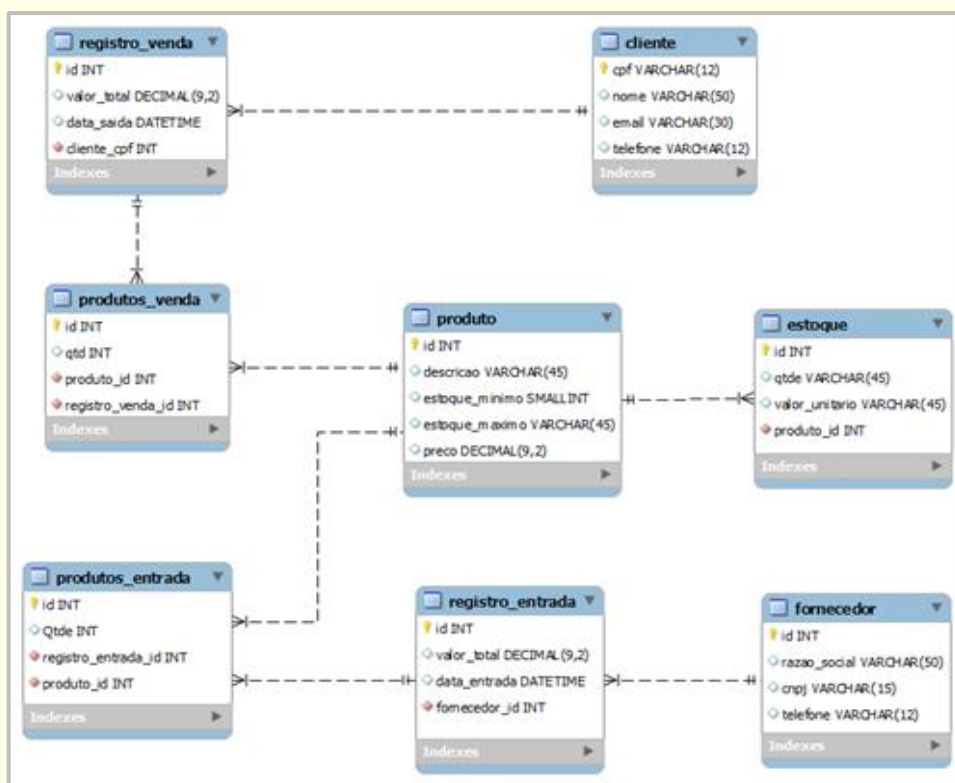 registro_venda
id INT
valor_total DECIMAL(9,2)
data_saida DATETIME
cliente_cpf INT
Indexes
cliente
cpf VARCHAR(12)
nome VARCHAR(50)
email VARCHAR(30)
telefone VARCHAR(12)
Indexes
produtos_venda
id INT
qtd INT
produto_id INT
registro_venda_id INT
Indexes
produto
id INT
descricao VARCHAR(45)
estoque_minimo SMALLINT
estoque_maximo VARCHAR(45)
preco DECIMAL(9,2)
Indexes
estoque
id INT
qtde VARCHAR(45)
valor_unitario VARCHAR(45)
produto_id INT
Indexes
produtos_entrada
id INT
Qtde INT
registro_entrada_id INT
produto_id INT
Indexes
registro_entrada
id INT
valor_total DECIMAL(9,2)
data_entrada DATETIME
fornecedor_id INT
Indexes
fornecedor
id INT
razao_social VARCHAR(50)
cnpj VARCHAR(15)
telefone VARCHAR(12)
Indexes